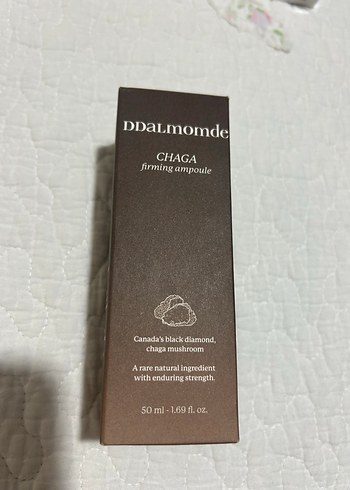 DDaLmomde
CHAGA
firming ampoule
Canada's black diamond,
chaga mushroom
A rare natural ingredient
with enduring strength.
50 ml - 1.69 fl. oz.